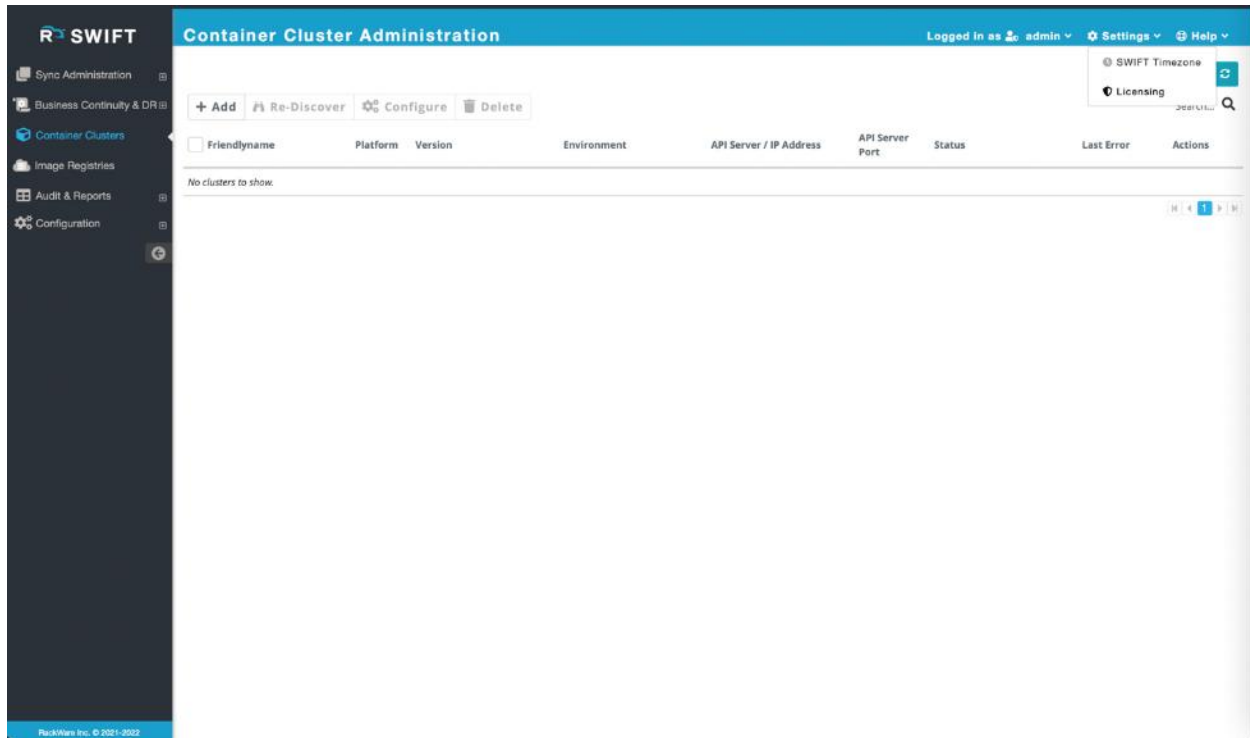 SWIFT
Container Cluster Administration
Logged in as admin
Settings
Help
SWIFT Timezone
Licensing
Search...
Sync Administration
Business Continuity & DR
Container Clusters
Image Registries
Audit & Reports
Configuration
+ Add
Re-Discover
Configure
Delete
Friendlyname
Platform
Version
Environment
API Server / IP Address
API Server
Port
Status
Last Error
Actions
No clusters to show.
1
RackWare Inc. © 2021-2022